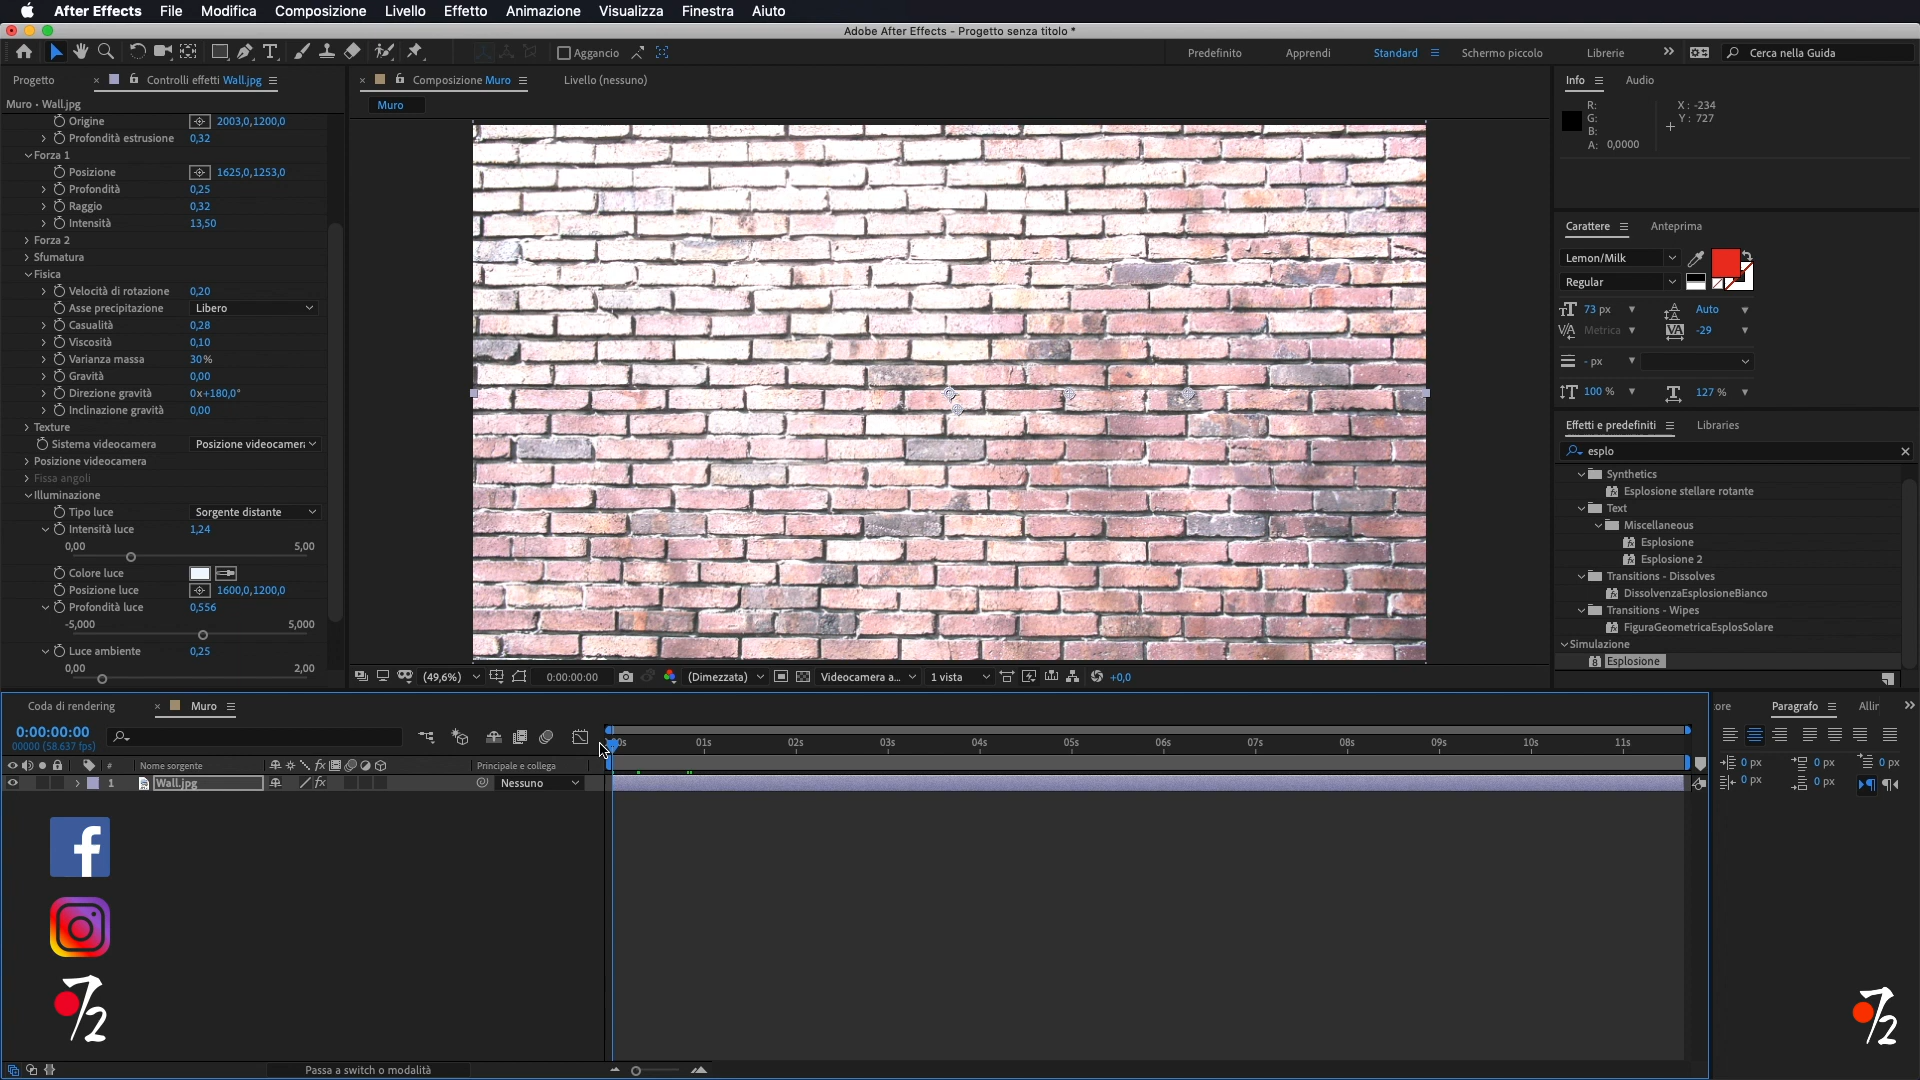 After Effects File Modifica Composizione Livello Effetto Animazione Visualizza Finestra Aiuto
Adobe After Effects - Progetto senza titolo *
Aggancio Predefinito Apprendi Standard Schermo piccolo Librerie Cerca nella Guida
Progetto Controlli effetti Wall.jpg
Muro • Wall.jpg
Origine 2003,0,1200,0
Profondità estrusione 0,32
Forza 1
Posizione 1625,0,1253,0
Profondità 0,25
Raggio 0,32
Intensità 13,50
Forza 2
Sfumatura
Fisica
Velocità di rotazione 0,20
Asse precipitazione Libero
Casualità 0,28
Viscosità 0,10
Varianza massa 30%
Gravità 0,00
Direzione gravità 0x+180,0°
Inclinazione gravità 0,00
Texture
Sistema videocamera Posizione videocamera
Posizione videocamera
Fissa angoli
Illuminazione
Tipo luce Sorgente distante
Intensità luce 1,24
0,00 5,00
Colore luce
Posizione luce 1600,0,1200,0
Profondità luce 0,556
-5,000 5,000
Luce ambiente 0,25
0,00 2,00
Composizione Muro Livello (nessuno)
Muro
(49,6%) 0:00:00:00 (Dimezzata) Videocamera a... 1 vista +0,0
Info Audio
R: X: -234
G: Y: 727
B:
A: 0,0000
Carattere Anteprima
Lemon/Milk
Regular
73 px Auto
Metrica -29
- px
100 % 127 %
Effetti e predefiniti Libraries
esplo
Synthetics
Esplosione stellare rotante
Text
Miscellaneous
Esplosione
Esplosione 2
Transitions - Dissolves
DissolvenzaEsplosioneBianco
Transitions - Wipes
FiguraGeometricaEsplosSolare
Simulazione
Esplosione
Coda di rendering Muro
0:00:00:00
00000 (58.637 fps)
01s 02s 03s 04s 05s 06s 07s 08s 09s 10s 11s
# Nome sorgente Principale e collega
1 Wall.jpg Nessuno
Passa a switch o modalità
ore Paragrafo Allir
0 px 0 px 0 px
0 px 0 px
72
72